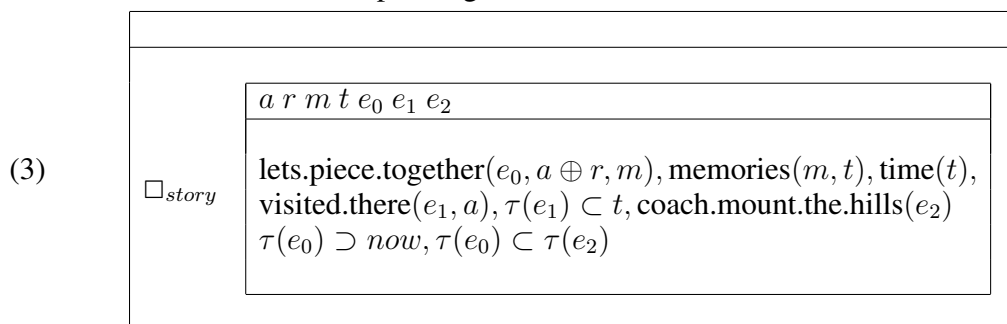 a r m t e₀ e₁ e₂
(3) □story lets.piece.together(e₀, a ⊕ r, m), memories(m, t), time(t),
visited.there(e₁, a), τ(e₁) ⊂ t, coach.mount.the.hills(e₂)
τ(e₀) ⊃ now, τ(e₀) ⊂ τ(e₂)